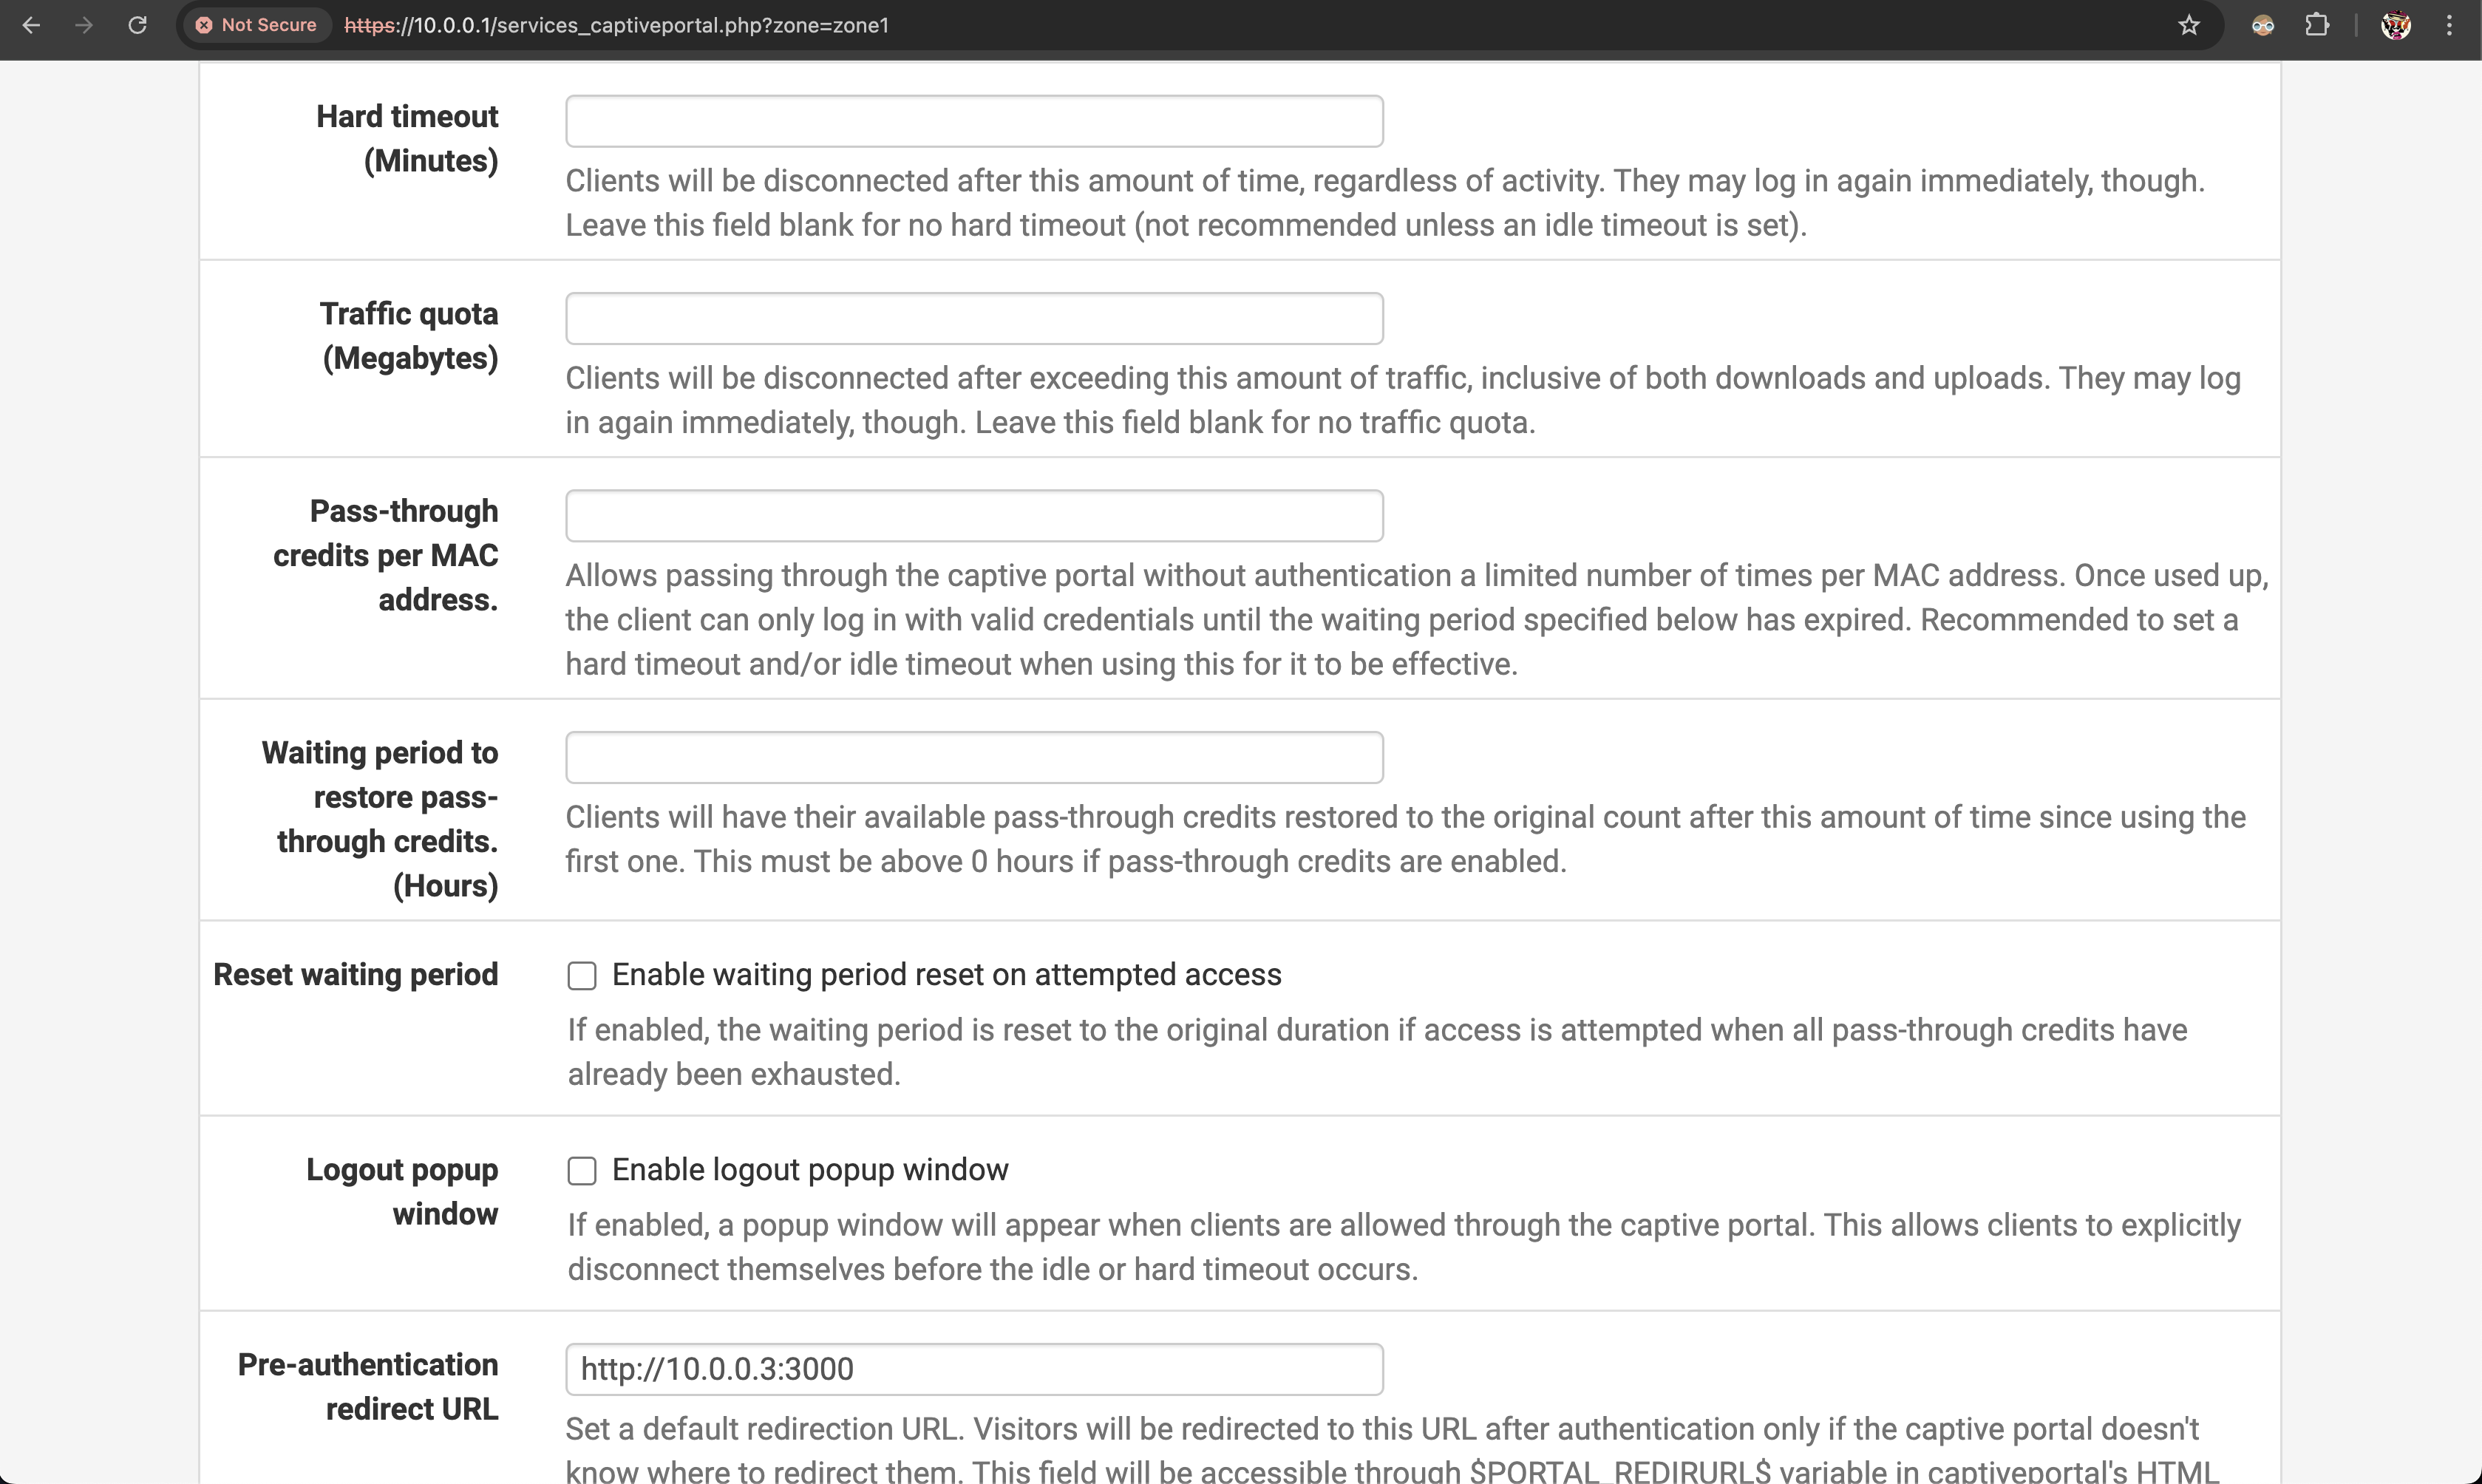 Not Secure https://10.0.0.1/services_captiveportal.php?zone=zone1
Hard timeout
(Minutes)
Clients will be disconnected after this amount of time, regardless of activity. They may log in again immediately, though.
Leave this field blank for no hard timeout (not recommended unless an idle timeout is set).
Traffic quota
(Megabytes)
Clients will be disconnected after exceeding this amount of traffic, inclusive of both downloads and uploads. They may log
in again immediately, though. Leave this field blank for no traffic quota.
Pass-through
credits per MAC
address.
Allows passing through the captive portal without authentication a limited number of times per MAC address. Once used up,
the client can only log in with valid credentials until the waiting period specified below has expired. Recommended to set a
hard timeout and/or idle timeout when using this for it to be effective.
Waiting period to
restore pass-
through credits.
(Hours)
Clients will have their available pass-through credits restored to the original count after this amount of time since using the
first one. This must be above 0 hours if pass-through credits are enabled.
Reset waiting period
Enable waiting period reset on attempted access
If enabled, the waiting period is reset to the original duration if access is attempted when all pass-through credits have
already been exhausted.
Logout popup
window
Enable logout popup window
If enabled, a popup window will appear when clients are allowed through the captive portal. This allows clients to explicitly
disconnect themselves before the idle or hard timeout occurs.
Pre-authentication
redirect URL
http://10.0.0.3:3000
Set a default redirection URL. Visitors will be redirected to this URL after authentication only if the captive portal doesn't
know where to redirect them. This field will be accessible through $PORTAL_REDIRURL$ variable in captiveportal's HTML